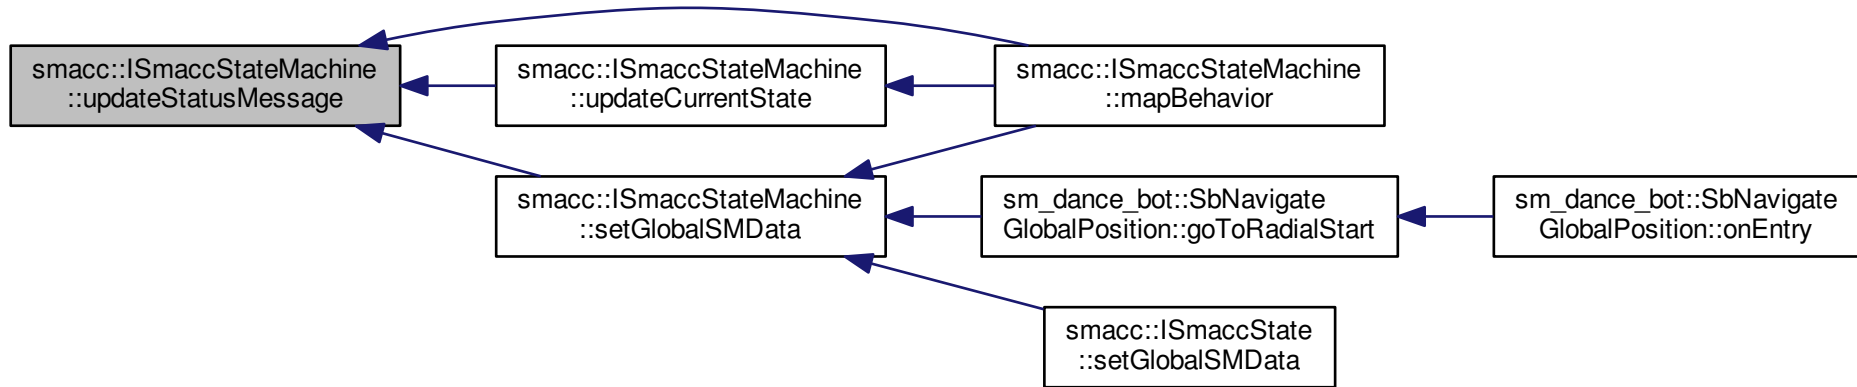 smacc::ISmaccStateMachine
::updateStatusMessage
smacc::ISmaccStateMachine
::updateCurrentState
smacc::ISmaccStateMachine
::mapBehavior
smacc::ISmaccStateMachine
::setGlobalSMData
sm_dance_bot::SbNavigate
GlobalPosition::goToRadialStart
sm_dance_bot::SbNavigate
GlobalPosition::onEntry
smacc::ISmaccState
::setGlobalSMData